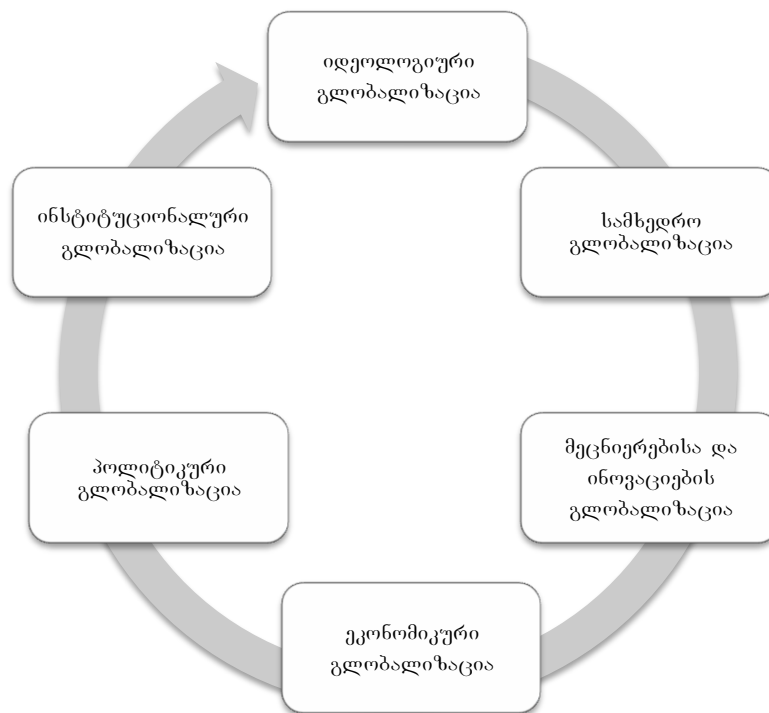 იდეოლოგიური
გლობალიზაცია
სამხედრო
გლობალიზაცია
მეცნიერებისა და
ინოვაციების
გლობალიზაცია
ეკონომიკური
გლობალიზაცია
პოლიტიკური
გლობალიზაცია
ინსტიტუციონალური
გლობალიზაცია